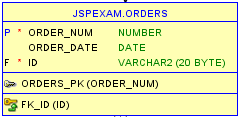 JSPEXAM.ORDERS
P * ORDER_NUM NUMBER
ORDER_DATE DATE
F * ID VARCHAR2 (20 BYTE)
ORDERS_PK (ORDER_NUM)
FK_ID (ID)